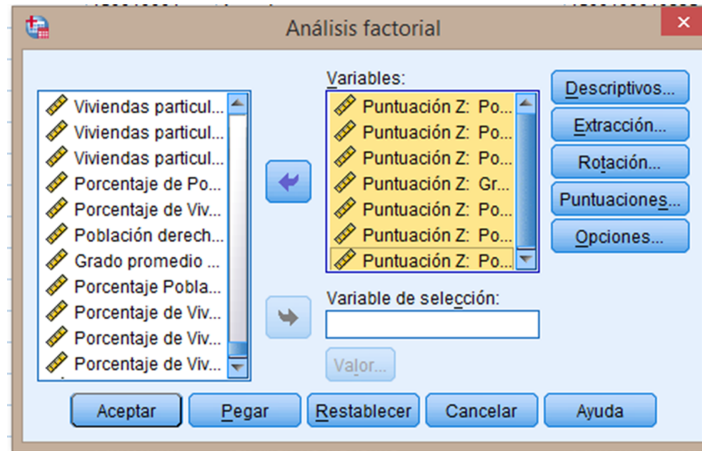 Análisis factorial
Viviendas particul...
Viviendas particul...
Viviendas particul...
Porcentaje de Po...
Porcentaje de Viv...
Población derech...
Grado promedio ...
Porcentaje Pobla...
Porcentaje de Viv...
Porcentaje de Viv...
Porcentaje de Viv...
Variables:
Puntuación Z: Po...
Puntuación Z: Po...
Puntuación Z: Po...
Puntuación Z: Gr...
Puntuación Z: Po...
Puntuación Z: Po...
Puntuación Z: Po...
Variable de selección:
Valor...
Descriptivos...
Extracción...
Rotación...
Puntuaciones...
Opciones...
Aceptar
Pegar
Restablecer
Cancelar
Ayuda